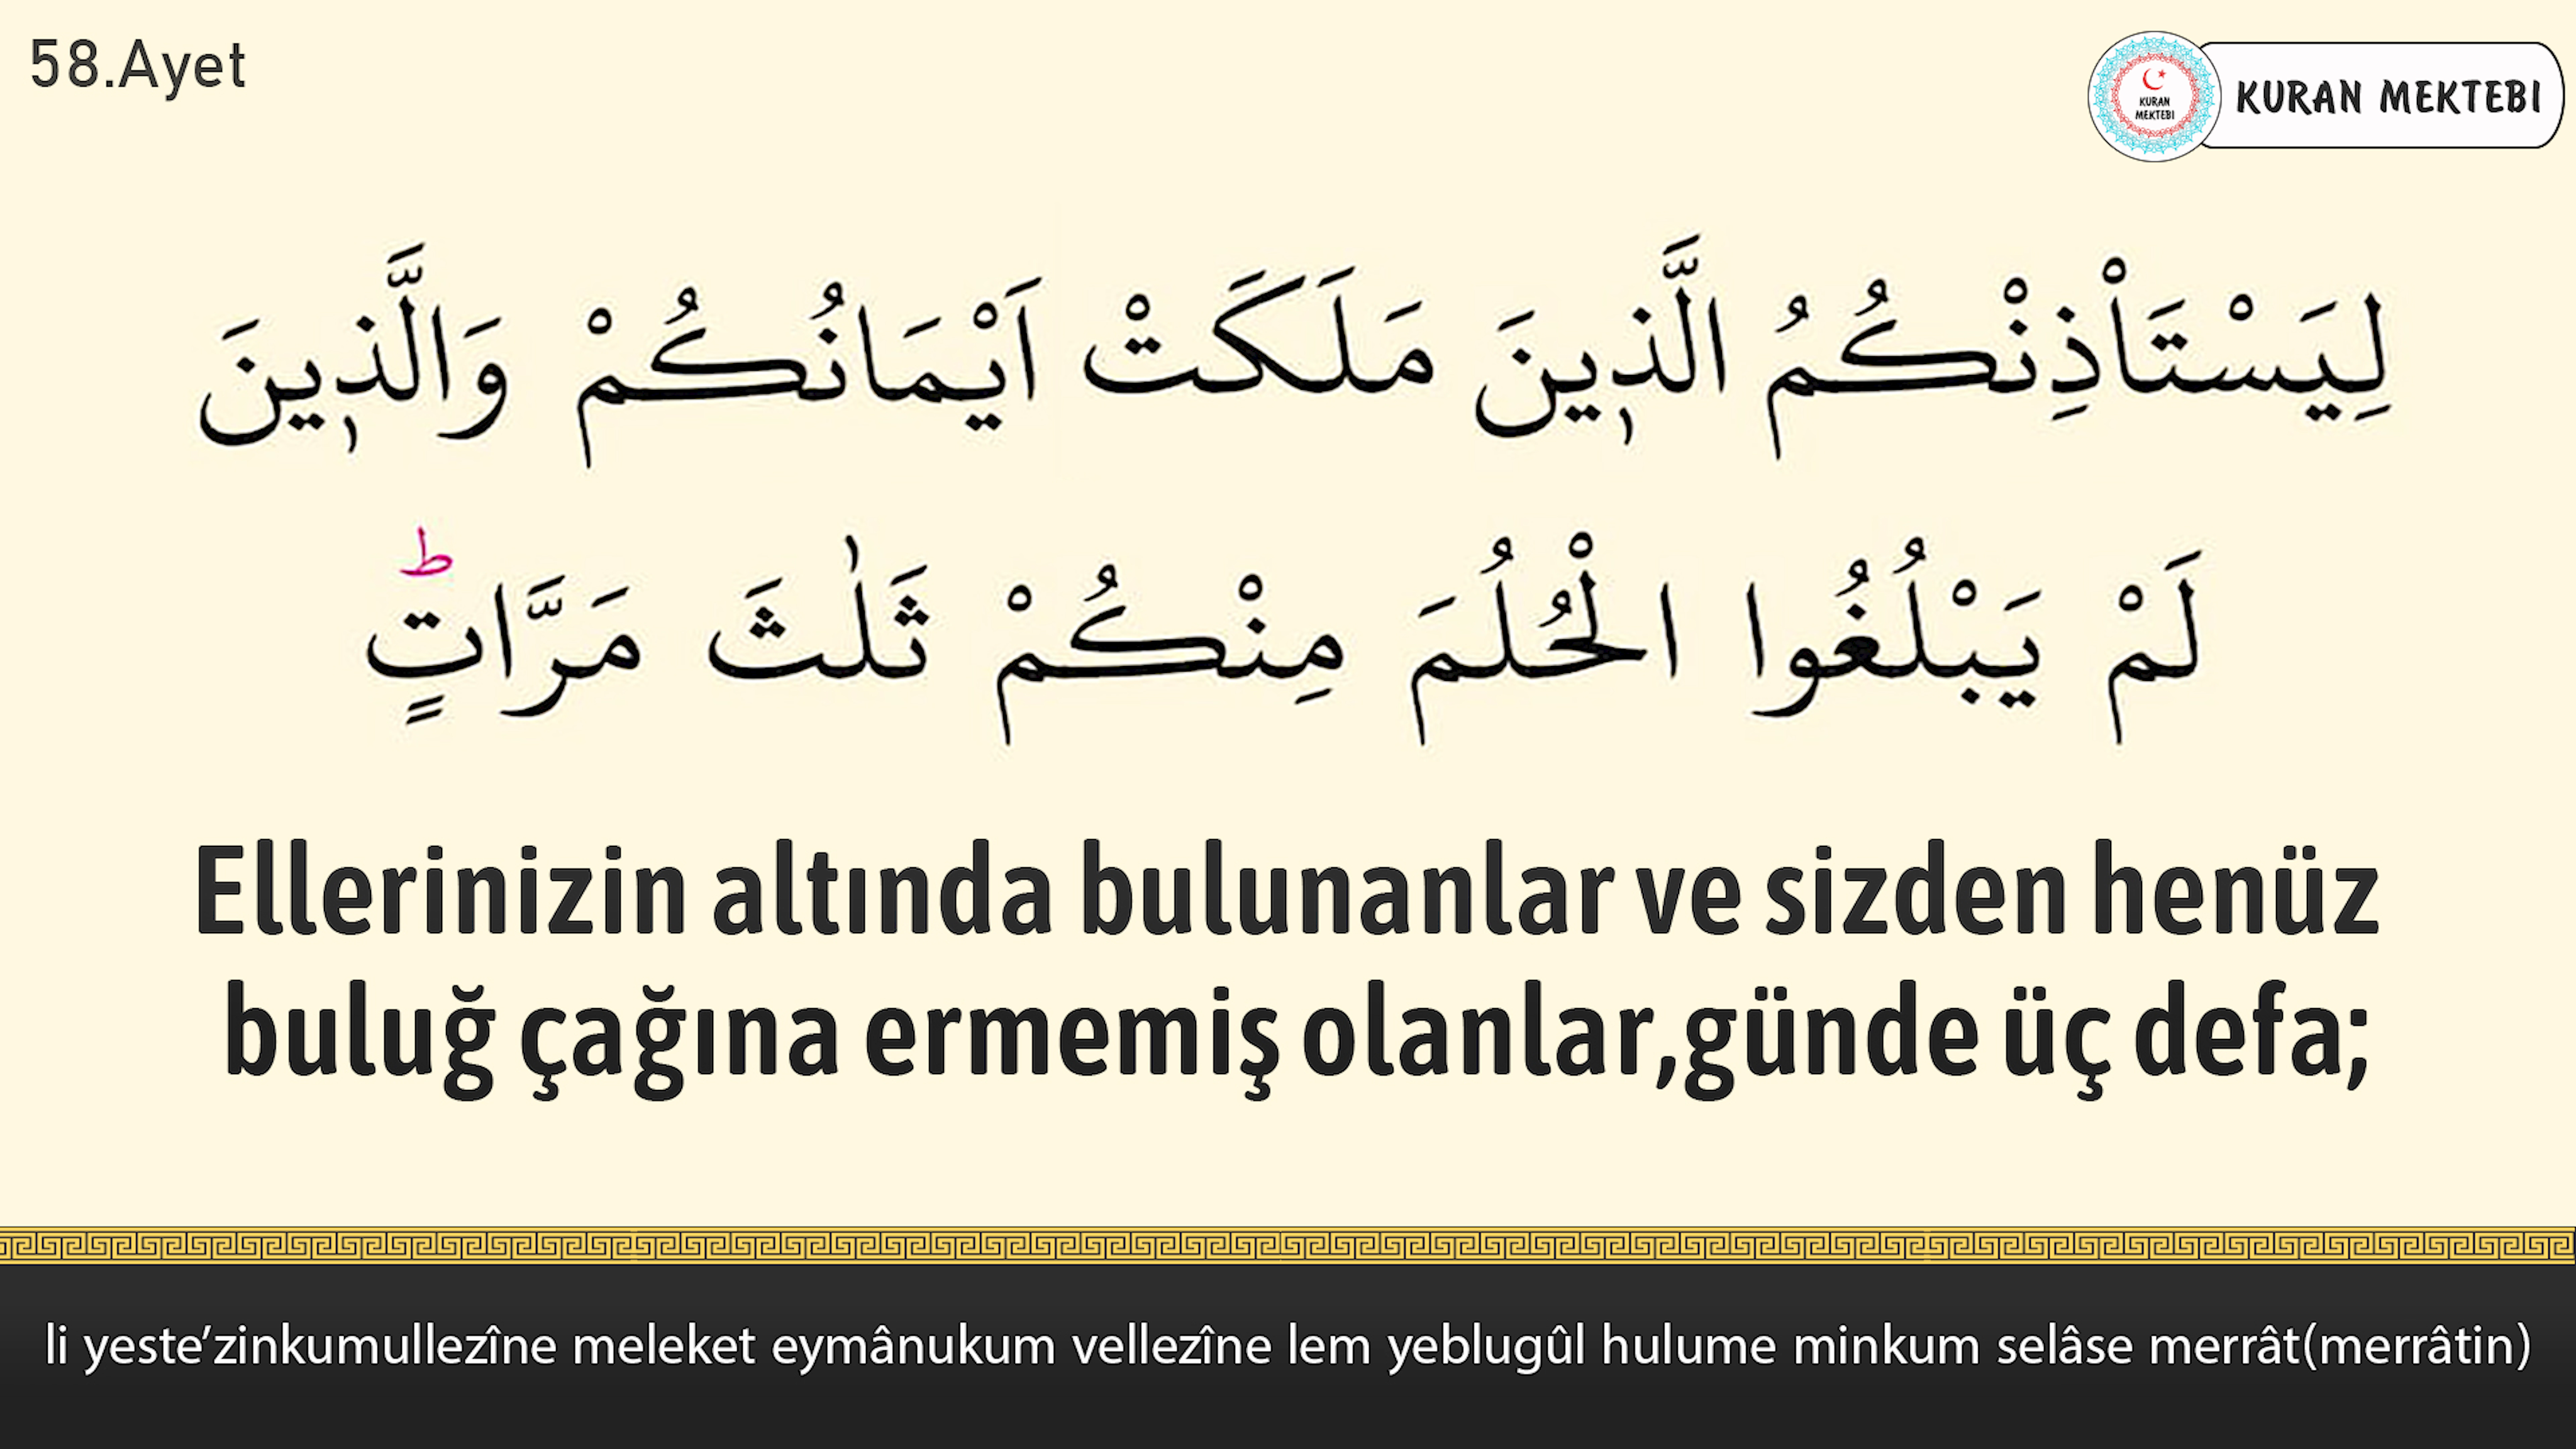 58.Ayet
KURAN
MEKTEBI
KURAN MEKTEBI
لِيَسْتَاْذِنْكُمُ الَّذ۪ينَ مَلَكَتْ اَيْمَانُكُمْ وَالَّذ۪ينَ
لَمْ يَبْلُغُوا الْحُلُمَ مِنْكُمْ ثَلٰثَ مَرَّاتٍۜ
Ellerinizin altında bulunanlar ve sizden henüz
buluğ çağına ermemiş olanlar,günde üç defa;
li yeste’zinkumullezîne meleket eymânukum vellezîne lem yeblugûl hulume minkum selâse merrât(merrâtin)